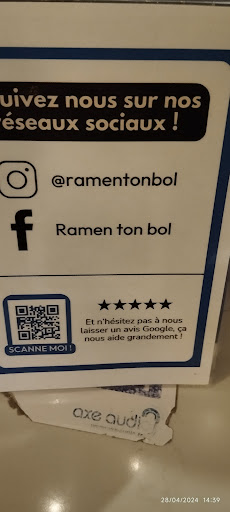 uivez nous sur nos
réseaux sociaux !
@ramentonbol
Ramen ton bol
★★★★★
Et n'hésitez pas à nous
laisser un avis Google, ça
nous aide grandement !
SCANNE MOI !
axe audi
28/04/2024 14:39